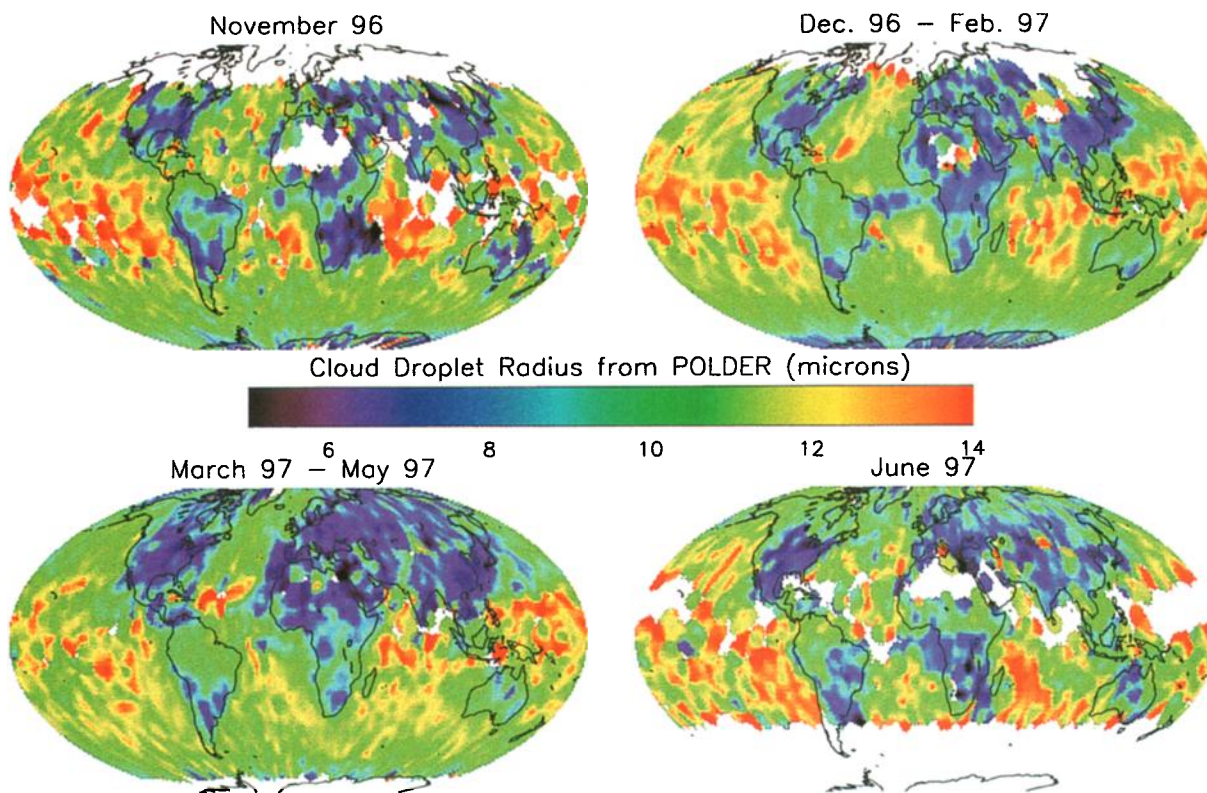 November 96
Dec. 96 – Feb. 97
Cloud Droplet Radius from POLDER (microns)
6 8 10 12 14
March 97 – May 97
June 97